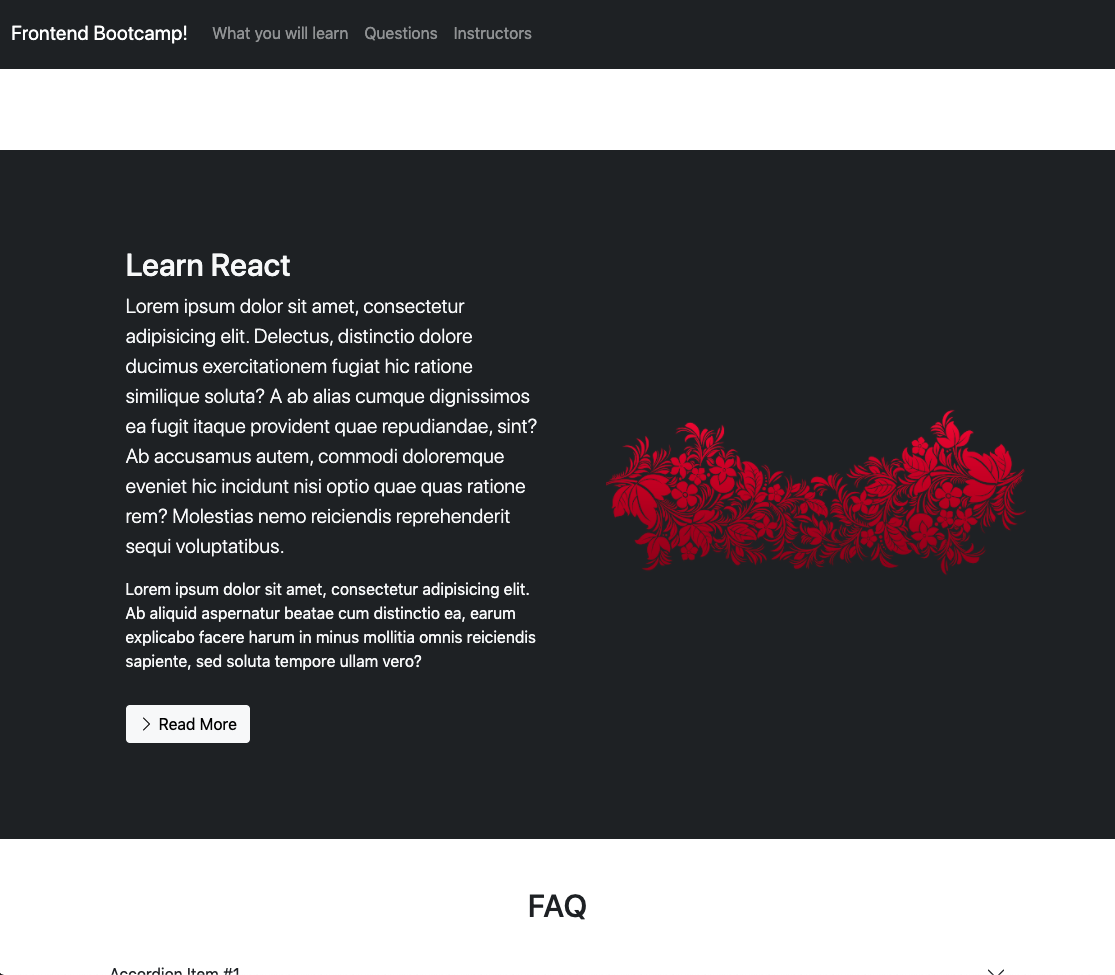 Frontend Bootcamp! What you will learn Questions Instructors
Learn React
Lorem ipsum dolor sit amet, consectetur
adipisicing elit. Delectus, distinctio dolore
ducimus exercitationem fugiat hic ratione
similique soluta? A ab alias cumque dignissimos
ea fugit itaque provident quae repudiandae, sint?
Ab accusamus autem, commodi doloremque
eveniet hic incidunt nisi optio quae quas ratione
rem? Molestias nemo reiciendis reprehenderit
sequi voluptatibus.
Lorem ipsum dolor sit amet, consectetur adipisicing elit.
Ab aliquid aspernatur beatae cum distinctio ea, earum
explicabo facere harum in minus mollitia omnis reiciendis
sapiente, sed soluta tempore ullam vero?
Read More
FAQ
Accordion Item #1